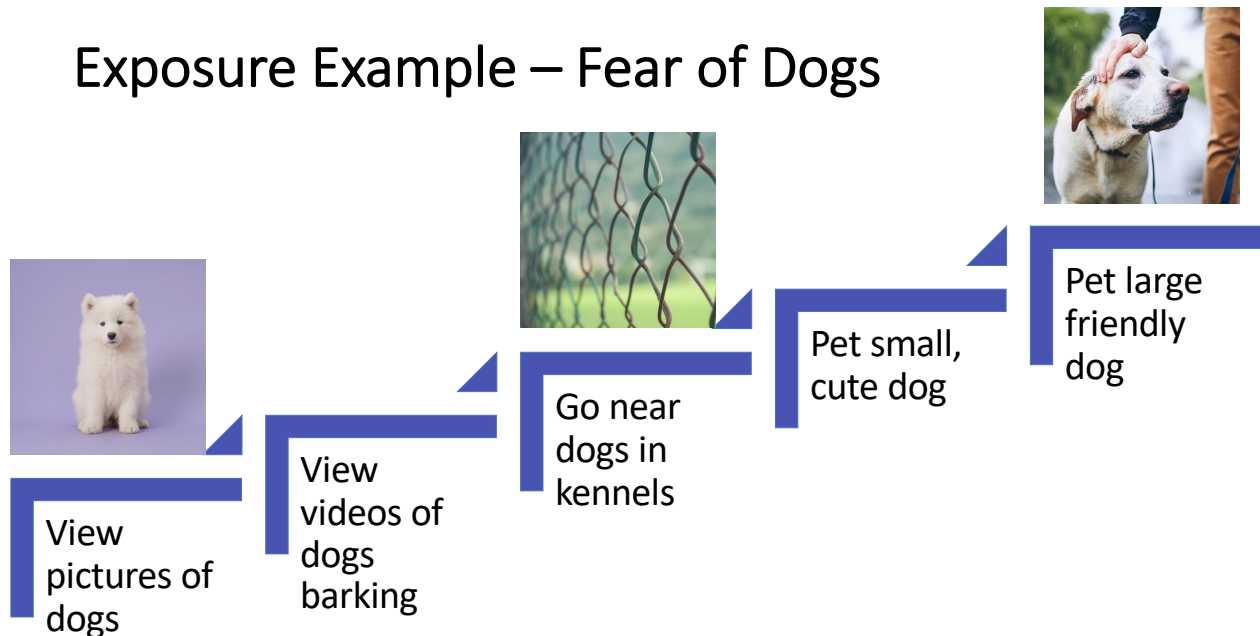 Exposure Example – Fear of Dogs
View
pictures of
dogs
View
videos of
dogs
barking
Go near
dogs in
kennels
Pet small,
cute dog
Pet large
friendly
dog